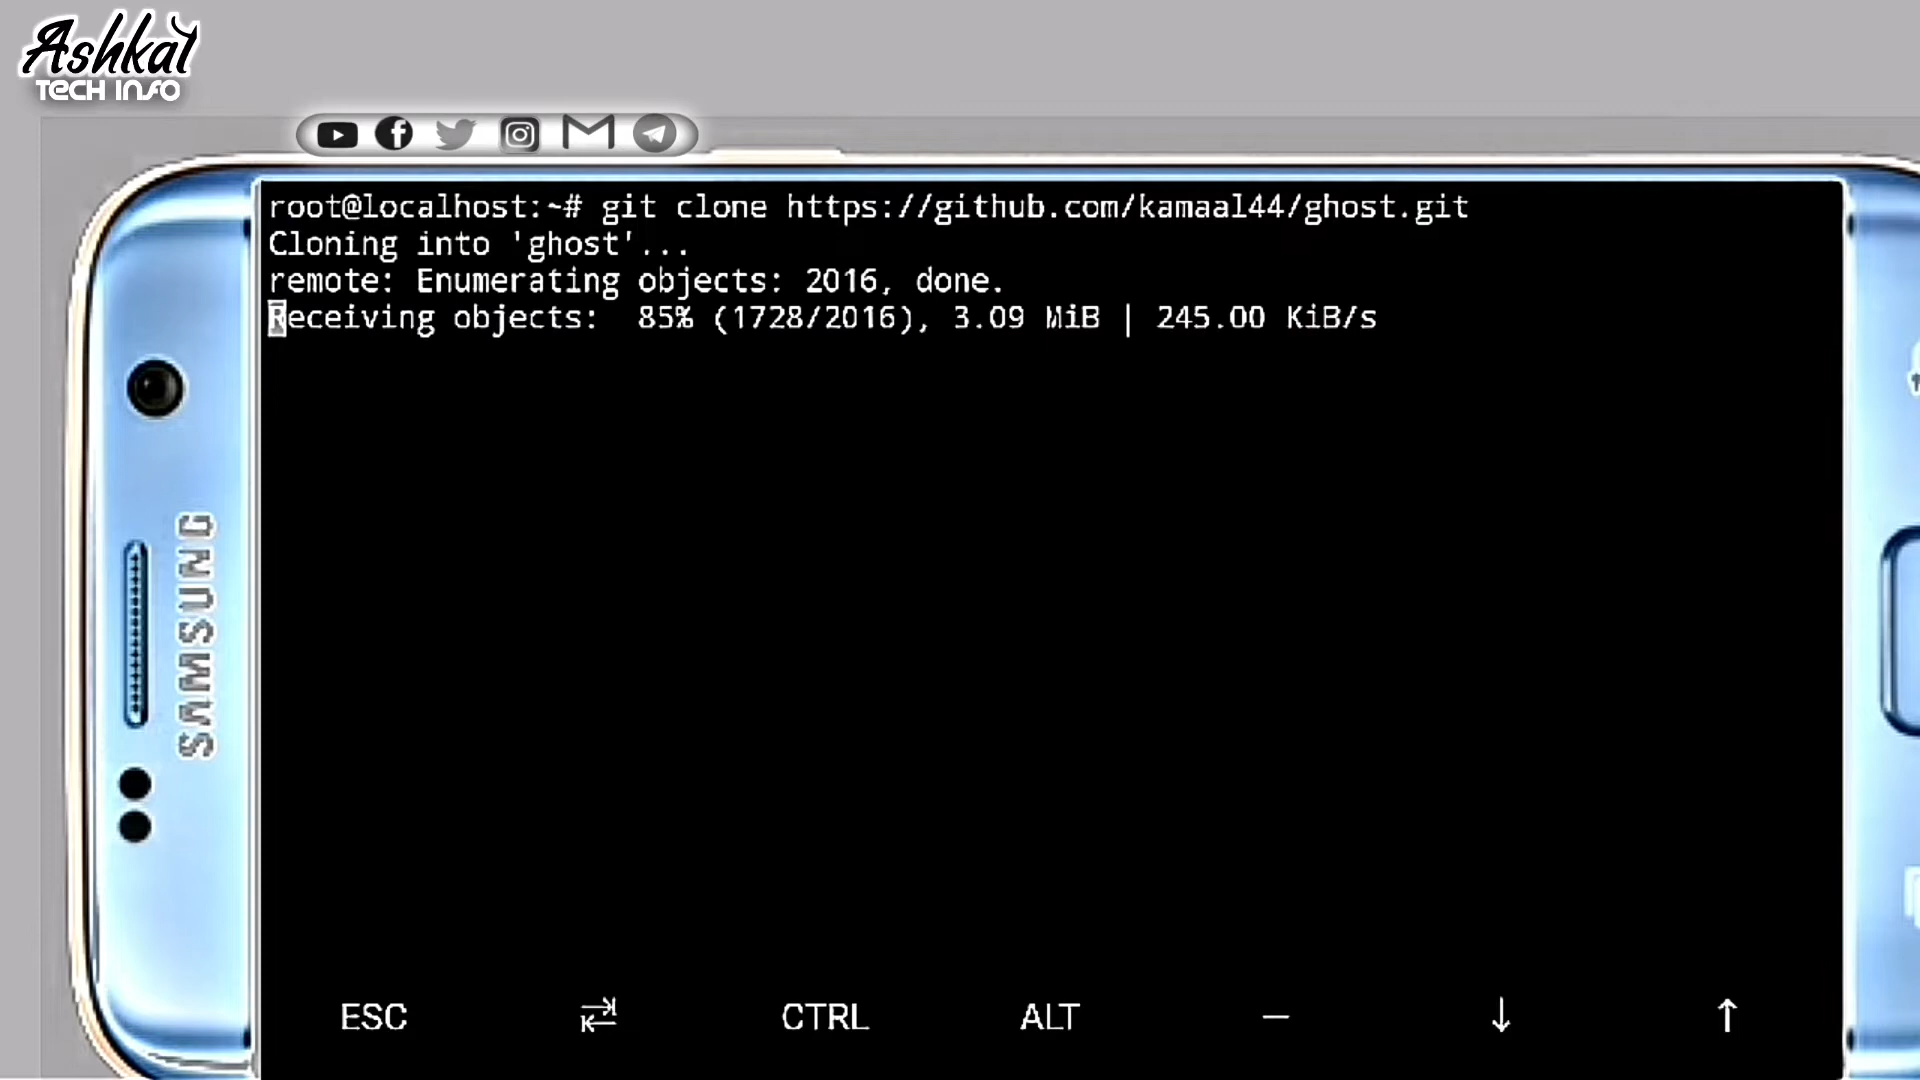 Ashkal
TECH INFO
root@localhost:~# git clone https://github.com/kamaal44/ghost.git
Cloning into 'ghost'...
remote: Enumerating objects: 2016, done.
Receiving objects:  85% (1728/2016), 3.09 MiB | 245.00 KiB/s
SAMSUNG
ESC
CTRL
ALT
—
↓
↑